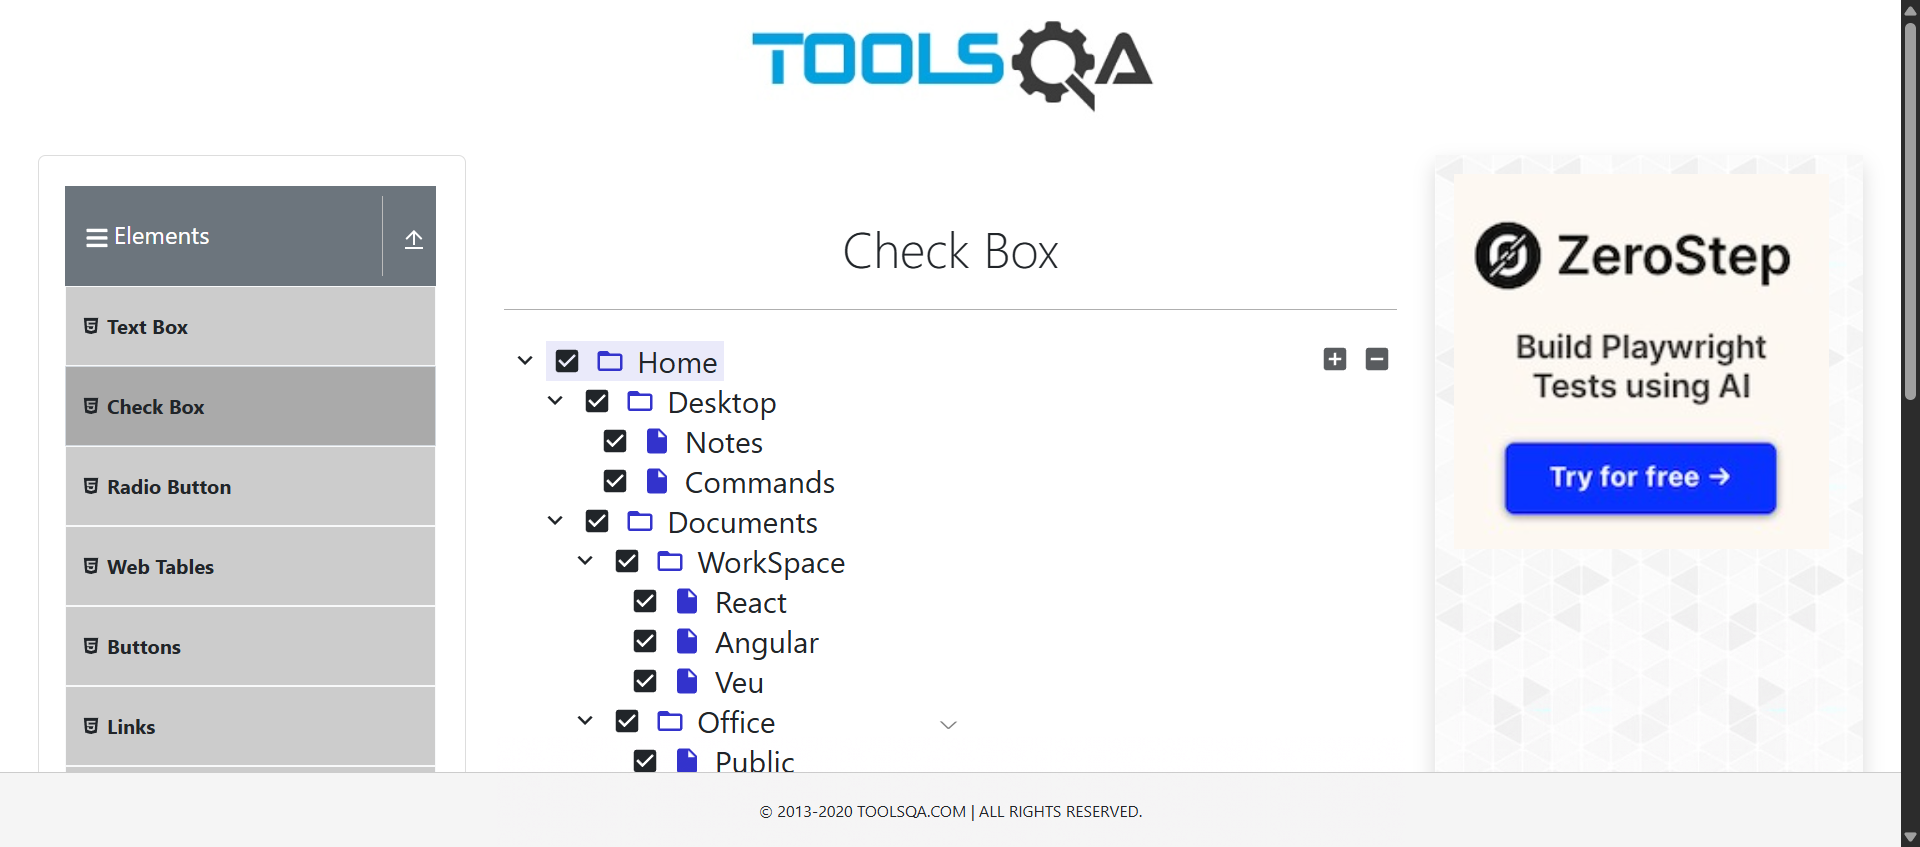 TOOLSQA
Elements
Text Box
Check Box
Radio Button
Web Tables
Buttons
Links
Check Box
Home
Desktop
Notes
Commands
Documents
WorkSpace
React
Angular
Veu
Office
Public
ZeroStep
Build Playwright
Tests using AI
Try for free →
© 2013-2020 TOOLSQA.COM | ALL RIGHTS RESERVED.